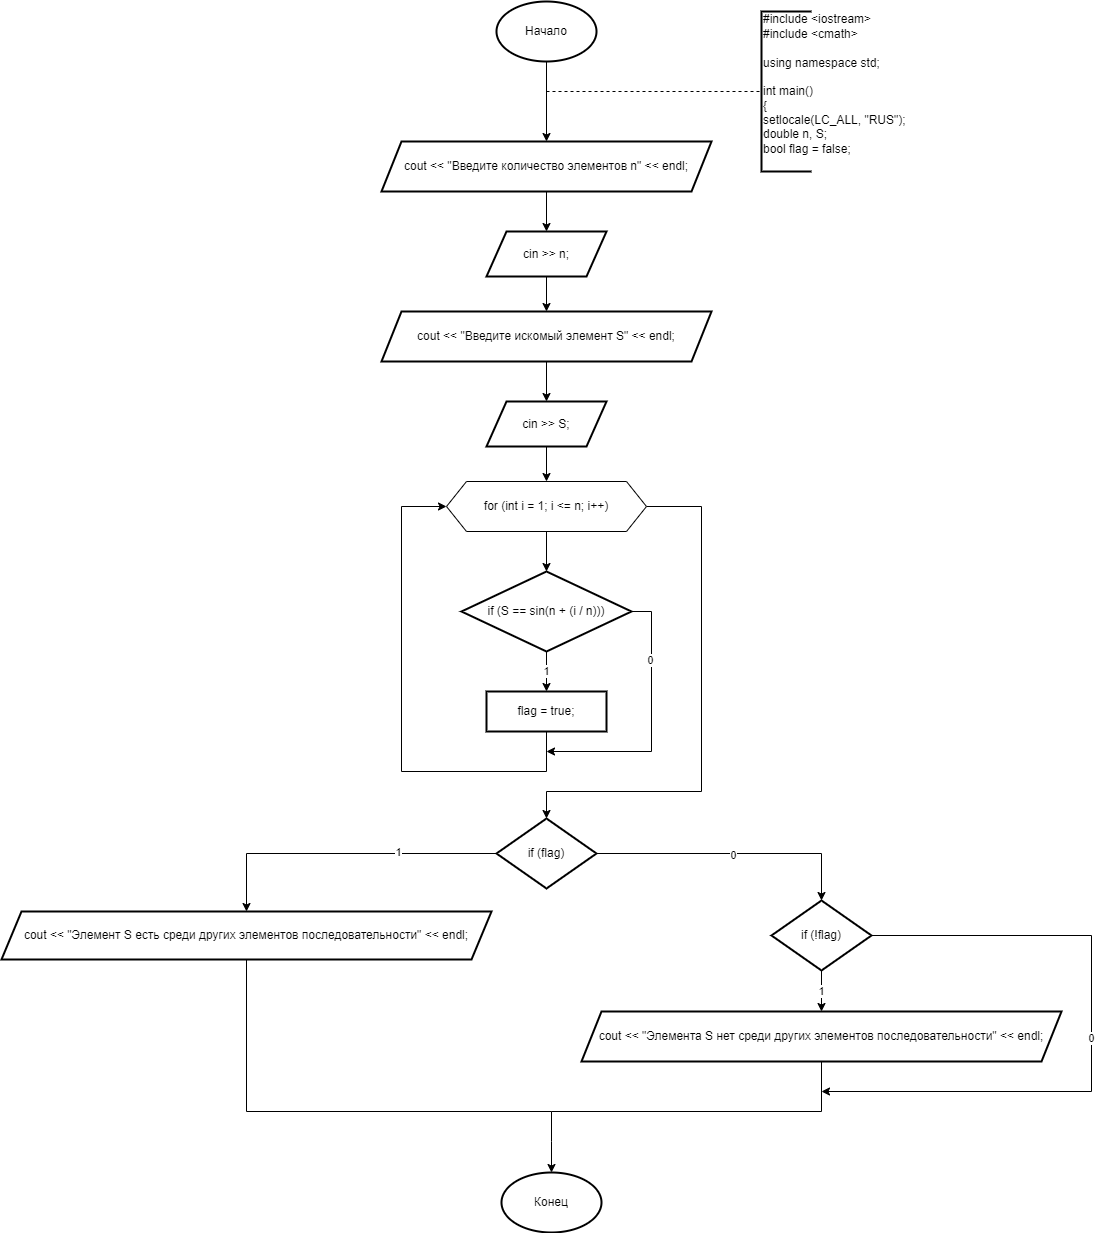 Начало
#include <iostream>
#include <cmath>
using namespace std;
int main()
{
setlocale(LC_ALL, "RUS");
double n, S;
bool flag = false;
cout << "Введите количество элементов n" << endl;
cin >> n;
cout << "Введите искомый элемент S" << endl;
cin >> S;
for (int i = 1; i <= n; i++)
if (S == sin(n + (i / n)))
0
1
flag = true;
if (flag)
1
0
cout << "Элемент S есть среди других элементов последовательности" << endl;
if (!flag)
1
cout << "Элемента S нет среди других элементов последовательности" << endl;
0
Конец